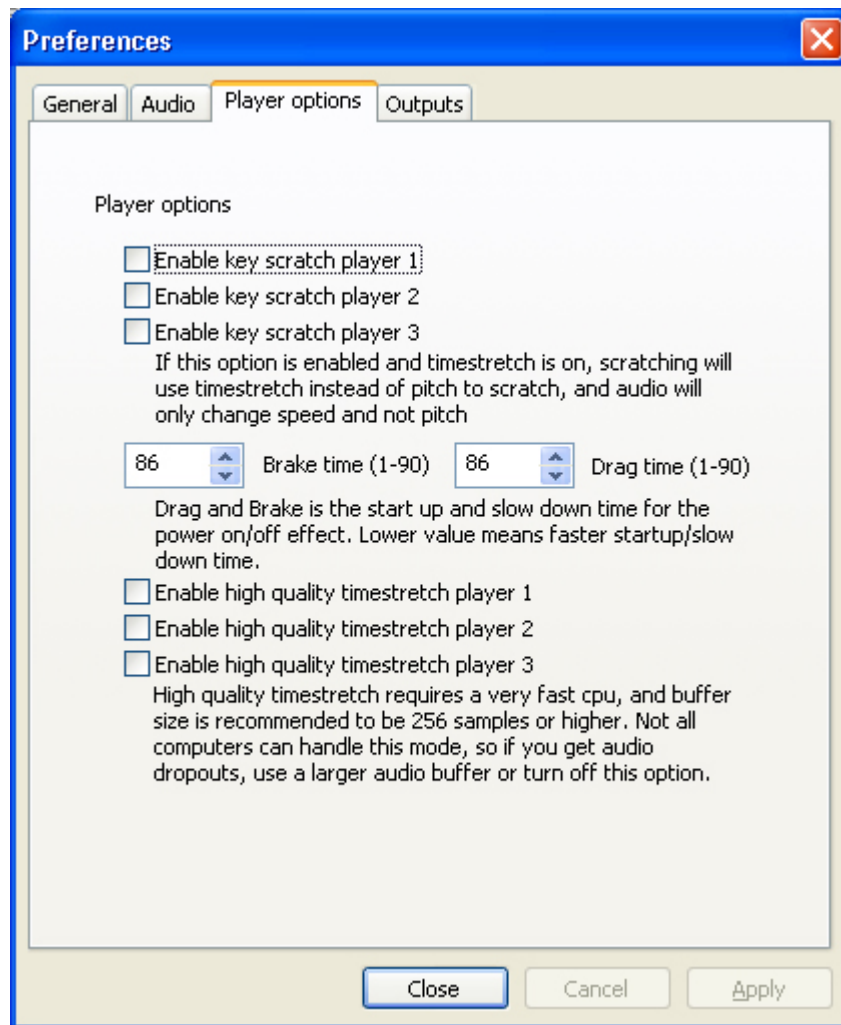 Preferences
General Audio Player options Outputs
Player options
Enable key scratch player 1
Enable key scratch player 2
Enable key scratch player 3
If this option is enabled and timestretch is on, scratching will
use timestretch instead of pitch to scratch, and audio will
only change speed and not pitch
86 Brake time (1-90) 86 Drag time (1-90)
Drag and Brake is the start up and slow down time for the
power on/off effect. Lower value means faster startup/slow
down time.
Enable high quality timestretch player 1
Enable high quality timestretch player 2
Enable high quality timestretch player 3
High quality timestretch requires a very fast cpu, and buffer
size is recommended to be 256 samples or higher. Not all
computers can handle this mode, so if you get audio
dropouts, use a larger audio buffer or turn off this option.
Close Cancel Apply